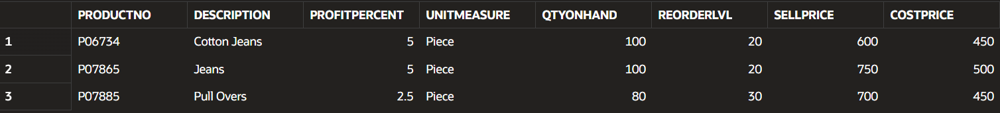 PRODUCTNO DESCRIPTION PROFITPERCENT UNITMEASURE QTYONHAND REORDERLVL SELLPRICE COSTPRICE
1 P06734 Cotton Jeans 5 Piece 100 20 600 450
2 P07865 Jeans 5 Piece 100 20 750 500
3 P07885 Pull Overs 2.5 Piece 80 30 700 450